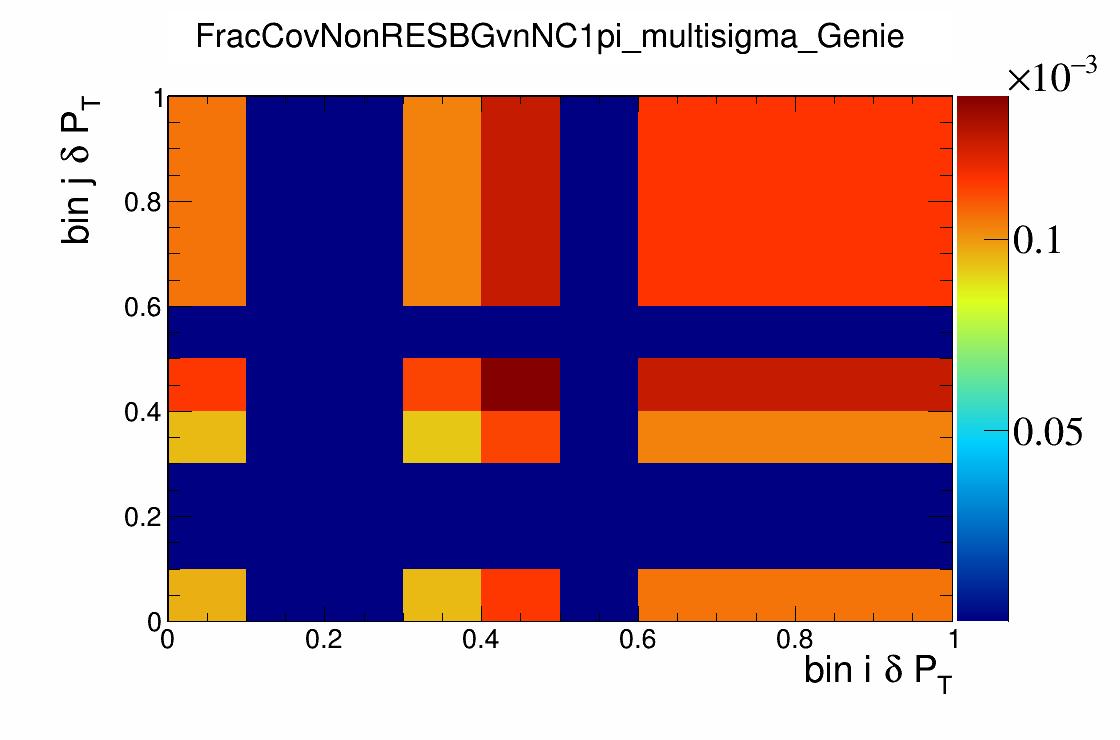 FracCovNonRESBGvnNC1pi_multisigma_Genie
×10⁻³
bin j δ P_T
1
0.8
0.6
0.4
0.2
0
0.1
0.05
0 0.2 0.4 0.6 0.8 1
bin i δ P_T